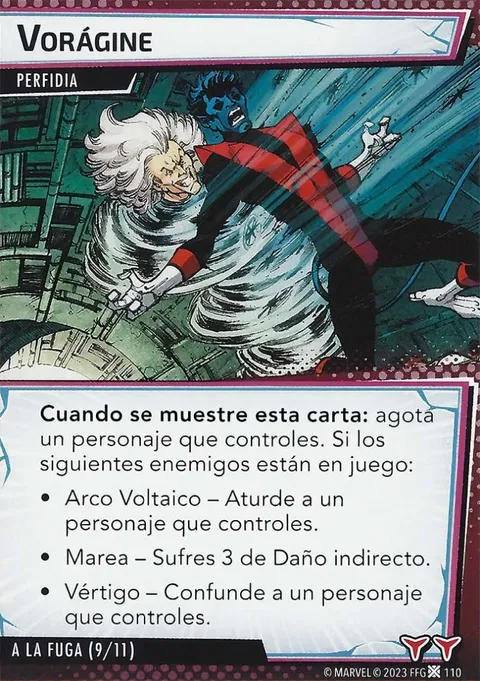 VORÁGINE
PERFIDIA
Cuando se muestre esta carta: agota
un personaje que controles. Si los
siguientes enemigos están en juego:
• Arco Voltaico – Aturde a un
personaje que controles.
• Marea – Sufres 3 de Daño indirecto.
• Vértigo – Confunde a un personaje
que controles.
A LA FUGA (9/11)
© MARVEL © 2023 FFG 110